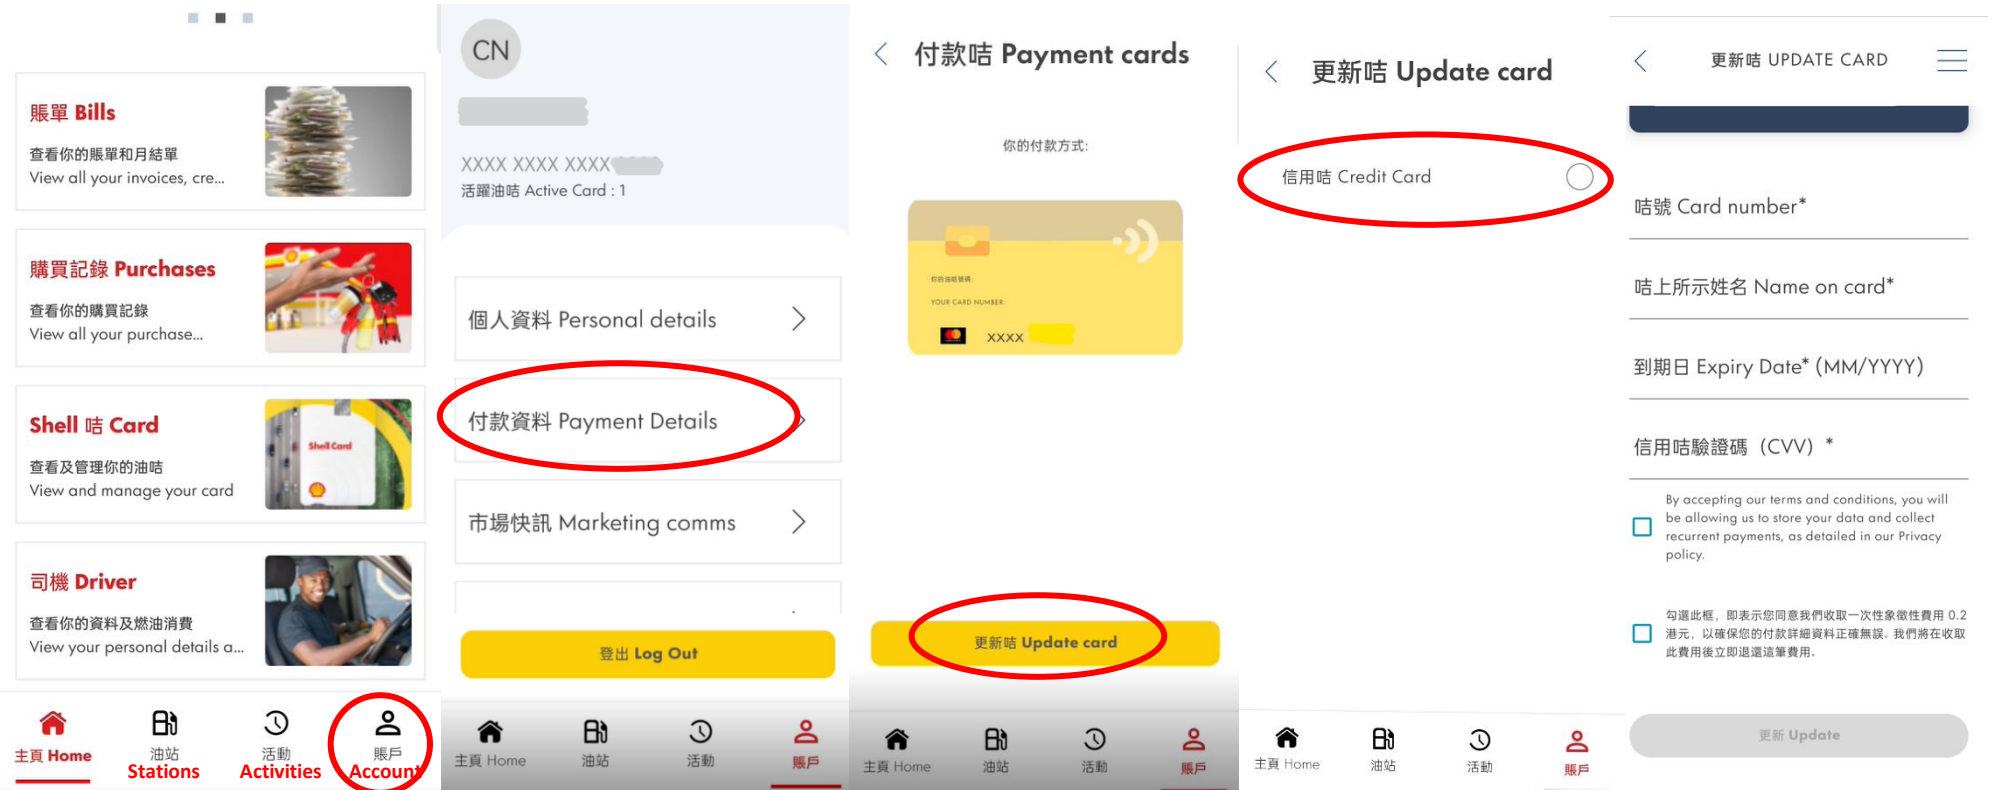 賬單 Bills
查看你的賬單和月結單
View all your invoices, cre...
購買記錄 Purchases
查看你的購買記錄
View all your purchase...
Shell 咭 Card
查看及管理你的油咭
View and manage your card
Shell Card
司機 Driver
查看你的資料及燃油消費
View your personal details a...
主頁 Home
油站
Stations
活動
Activities
賬戶
Account
CN
XXXX XXXX XXXX
活躍油咭 Active Card : 1
個人資料 Personal details
付款資料 Payment Details
市場快訊 Marketing comms
登出 Log Out
主頁 Home
油站
活動
賬戶
付款咭 Payment cards
你的付款方式:
你的油咭號碼:
YOUR CARD NUMBER:
XXXX
更新咭 Update card
主頁 Home
油站
活動
賬戶
更新咭 Update card
信用咭 Credit Card
主頁 Home
油站
活動
賬戶
更新咭 UPDATE CARD
咭號 Card number*
咭上所示姓名 Name on card*
到期日 Expiry Date* (MM/YYYY)
信用咭驗證碼（CVV）*
By accepting our terms and conditions, you will
be allowing us to store your data and collect
recurrent payments, as detailed in our Privacy
policy.
勾選此框，即表示您同意我們收取一次性象徵性費用 0.2
港元，以確保您的付款詳細資料正確無誤. 我們將在收取
此費用後立即退還這筆費用.
更新 Update